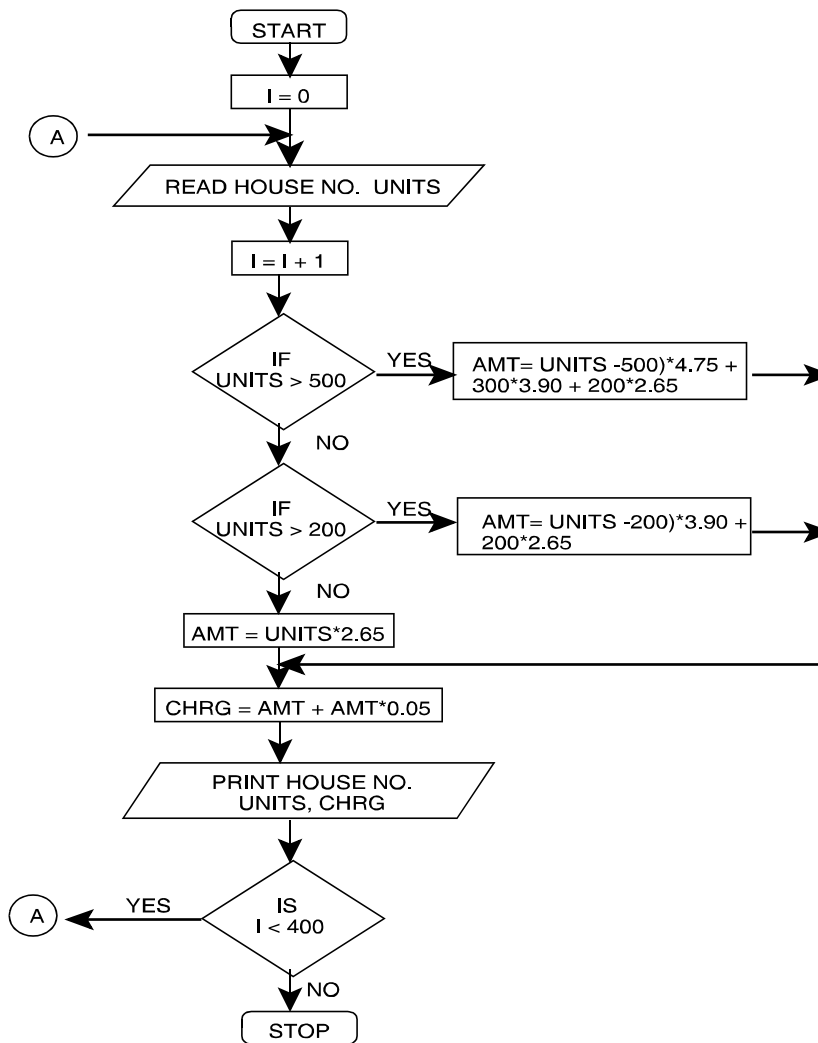 START
I = 0
A
READ HOUSE NO. UNITS
I = I + 1
IF
UNITS > 500
YES
AMT= UNITS -500)*4.75 +
300*3.90 + 200*2.65
NO
IF
UNITS > 200
YES
AMT= UNITS -200)*3.90 +
200*2.65
NO
AMT = UNITS*2.65
CHRG = AMT + AMT*0.05
PRINT HOUSE NO.
UNITS, CHRG
A
YES
IS
I < 400
NO
STOP